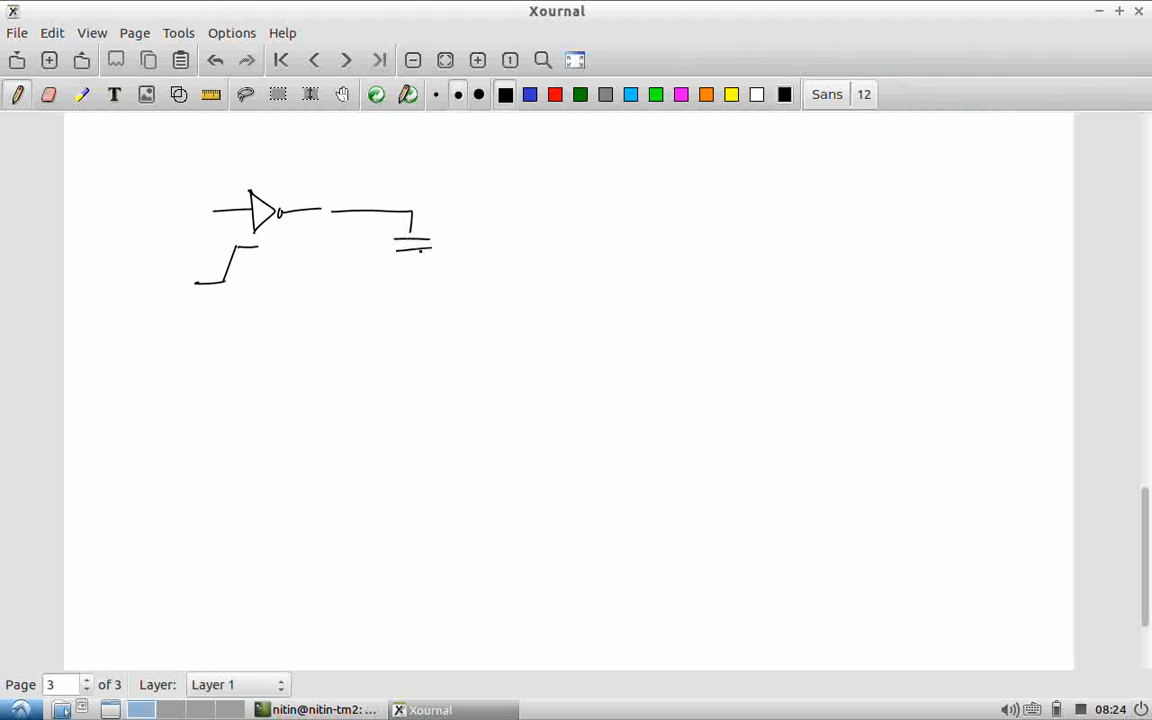 Xournal
File Edit View Page Tools Options Help
Sans 12
Page 3 of 3 Layer: Layer 1
nitin@nitin-tm2: ... Xournal 08:24